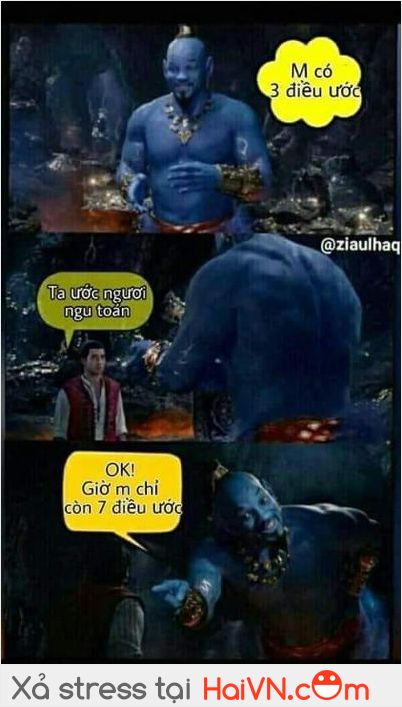 M có
3 điều ước
@ziaulhaq
Ta ước ngươi
ngu toán
OK!
Giờ m chỉ
còn 7 điều ước
Xả stress tại HaiVN.com